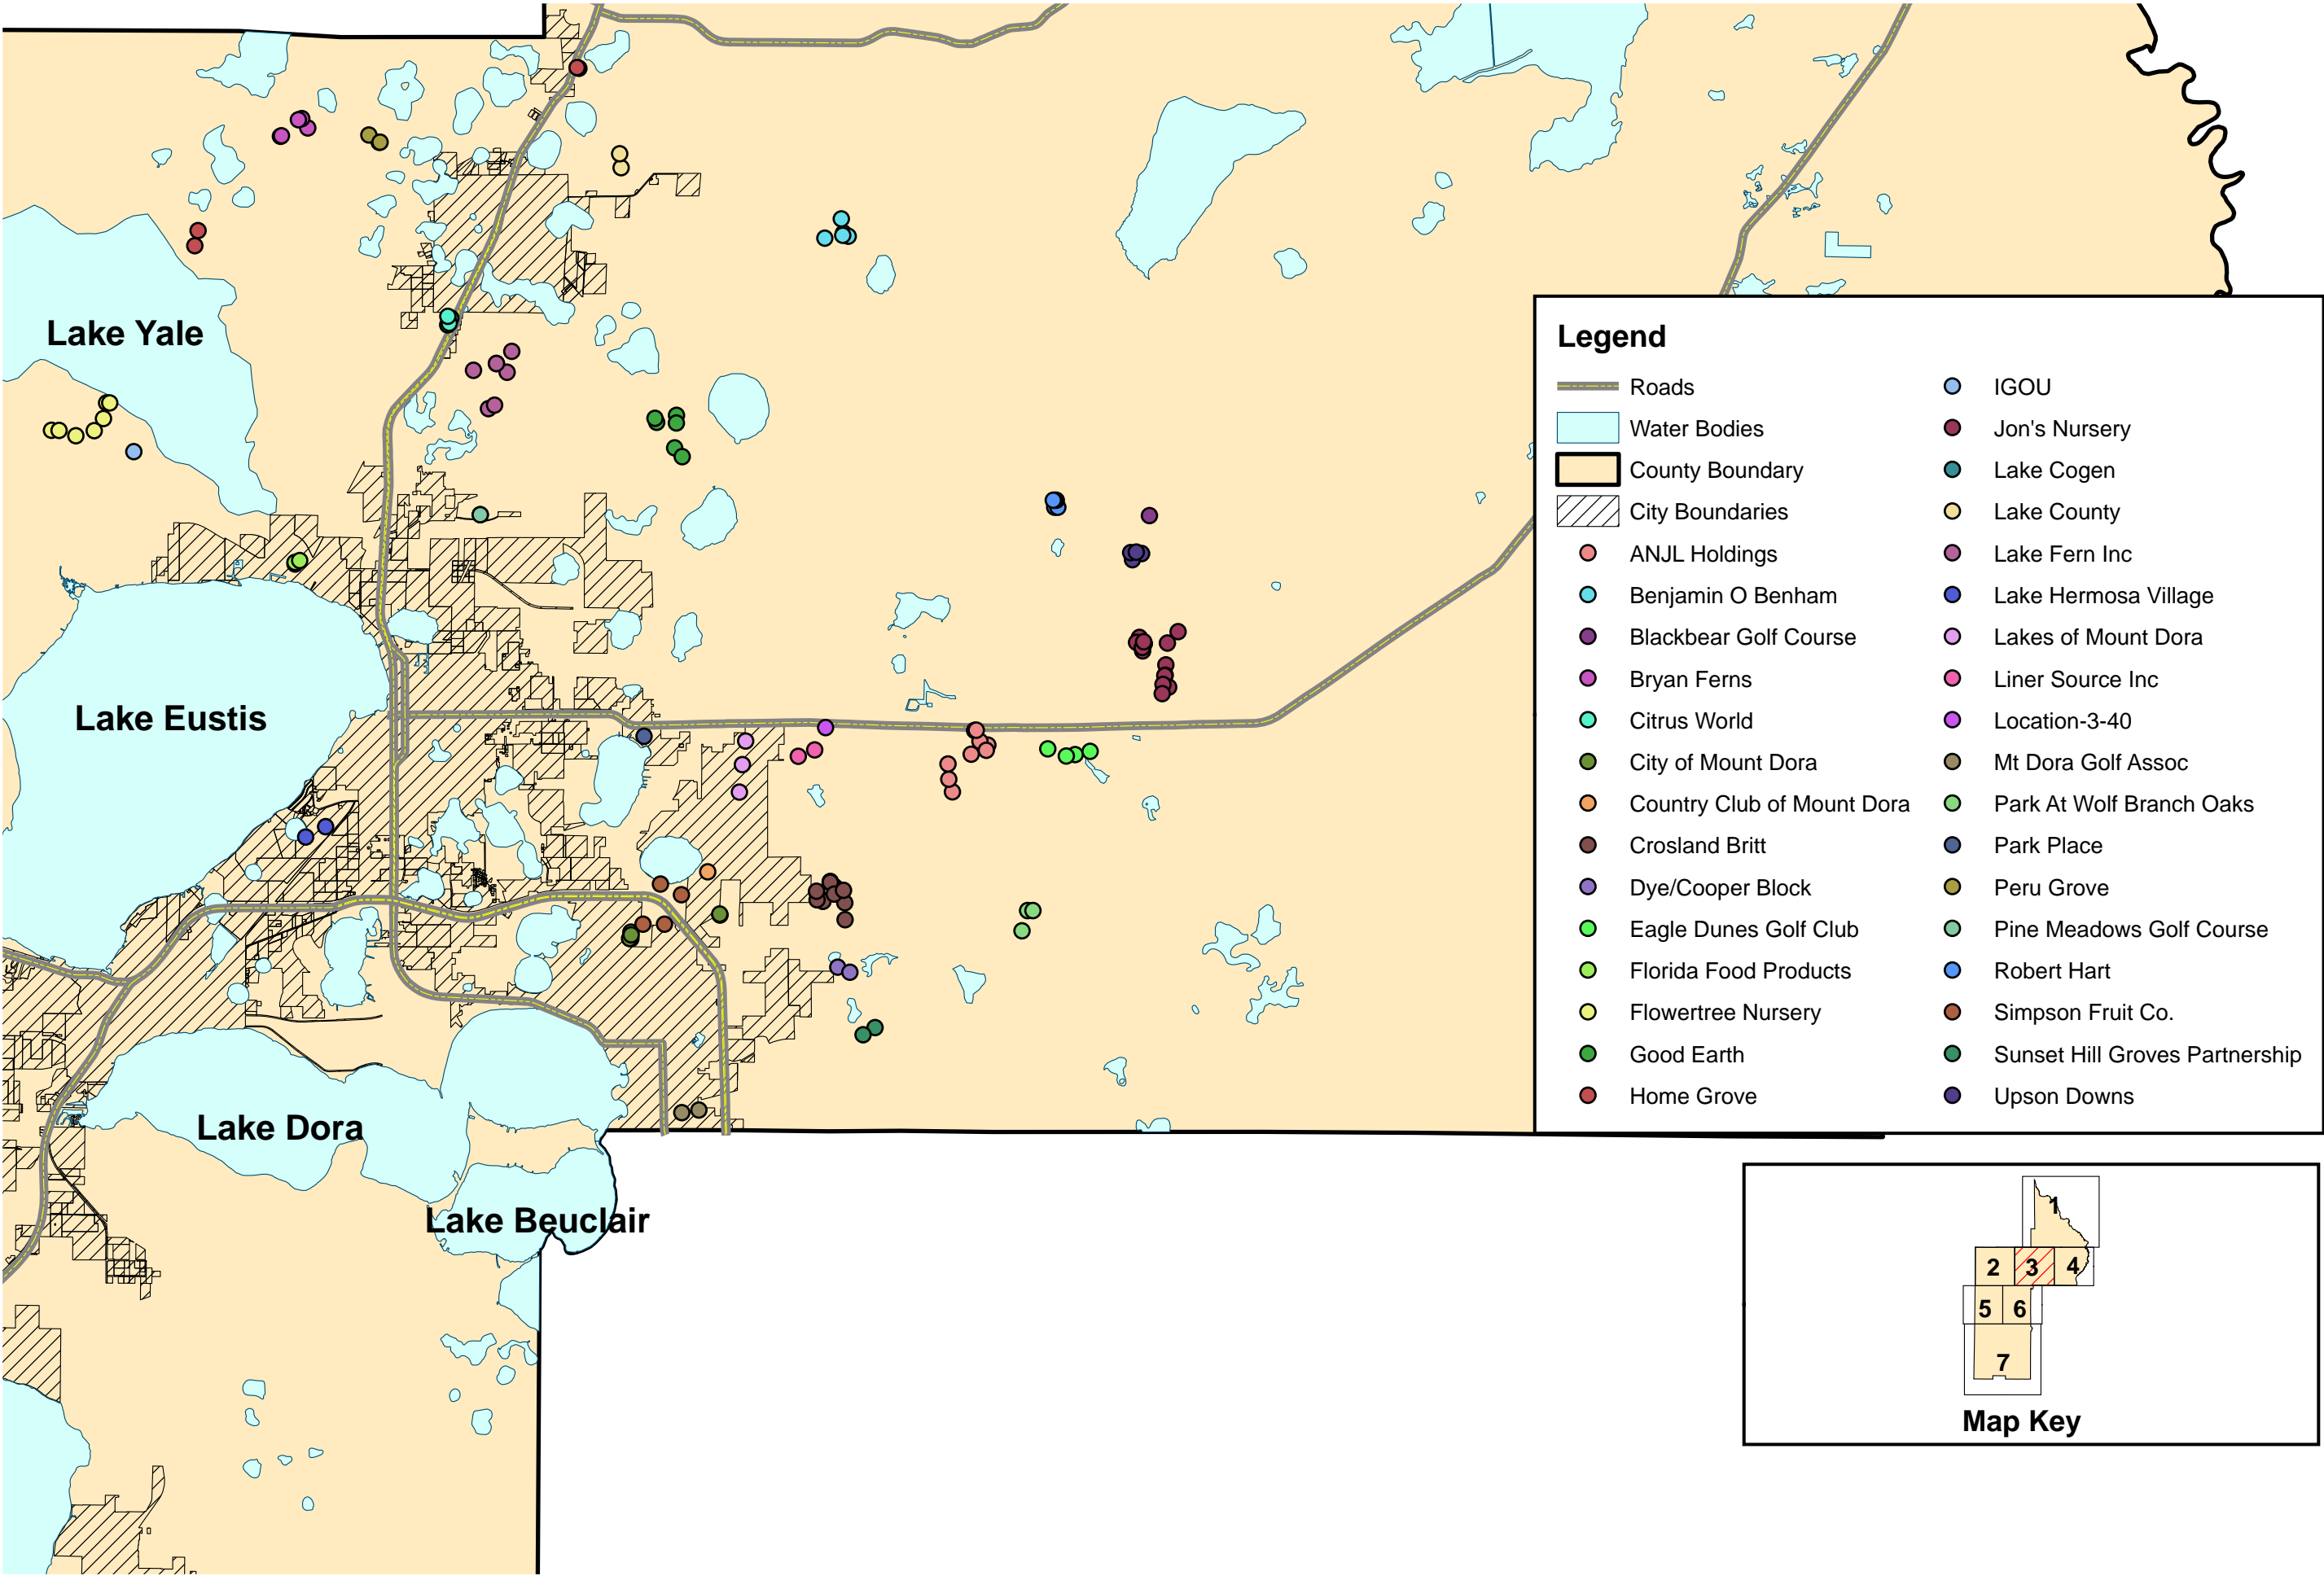 Lake Yale
Lake Eustis
Lake Dora
Lake Beuclair
Legend
Roads
Water Bodies
County Boundary
City Boundaries
ANJL Holdings
Benjamin O Benham
Blackbear Golf Course
Bryan Ferns
Citrus World
City of Mount Dora
Country Club of Mount Dora
Crosland Britt
Dye/Cooper Block
Eagle Dunes Golf Club
Florida Food Products
Flowertree Nursery
Good Earth
Home Grove
IGOU
Jon's Nursery
Lake Cogen
Lake County
Lake Fern Inc
Lake Hermosa Village
Lakes of Mount Dora
Liner Source Inc
Location-3-40
Mt Dora Golf Assoc
Park At Wolf Branch Oaks
Park Place
Peru Grove
Pine Meadows Golf Course
Robert Hart
Simpson Fruit Co.
Sunset Hill Groves Partnership
Upson Downs
1
2 3 4
5 6
7
Map Key